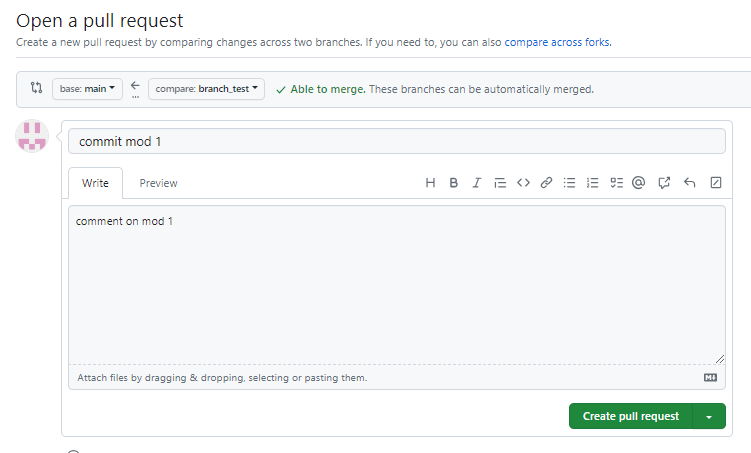 Open a pull request
Create a new pull request by comparing changes across two branches. If you need to, you can also compare across forks.
base: main compare: branch_test Able to merge. These branches can be automatically merged.
commit mod 1
Write Preview H B I
comment on mod 1
Attach files by dragging & dropping, selecting or pasting them.
Create pull request